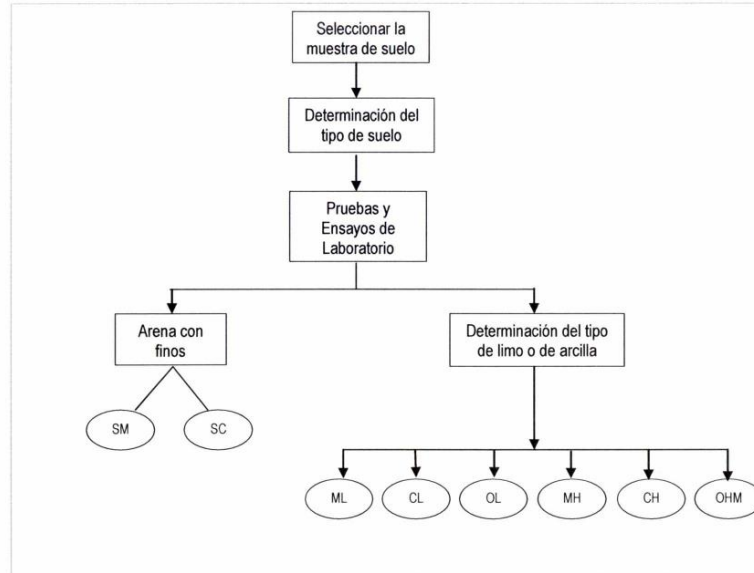 Seleccionar la
muestra de suelo
Determinación del
tipo de suelo
Pruebas y
Ensayos de
Laboratorio
Arena con
finos
Determinación del tipo
de limo o de arcilla
SM
SC
ML
CL
OL
MH
CH
OHM